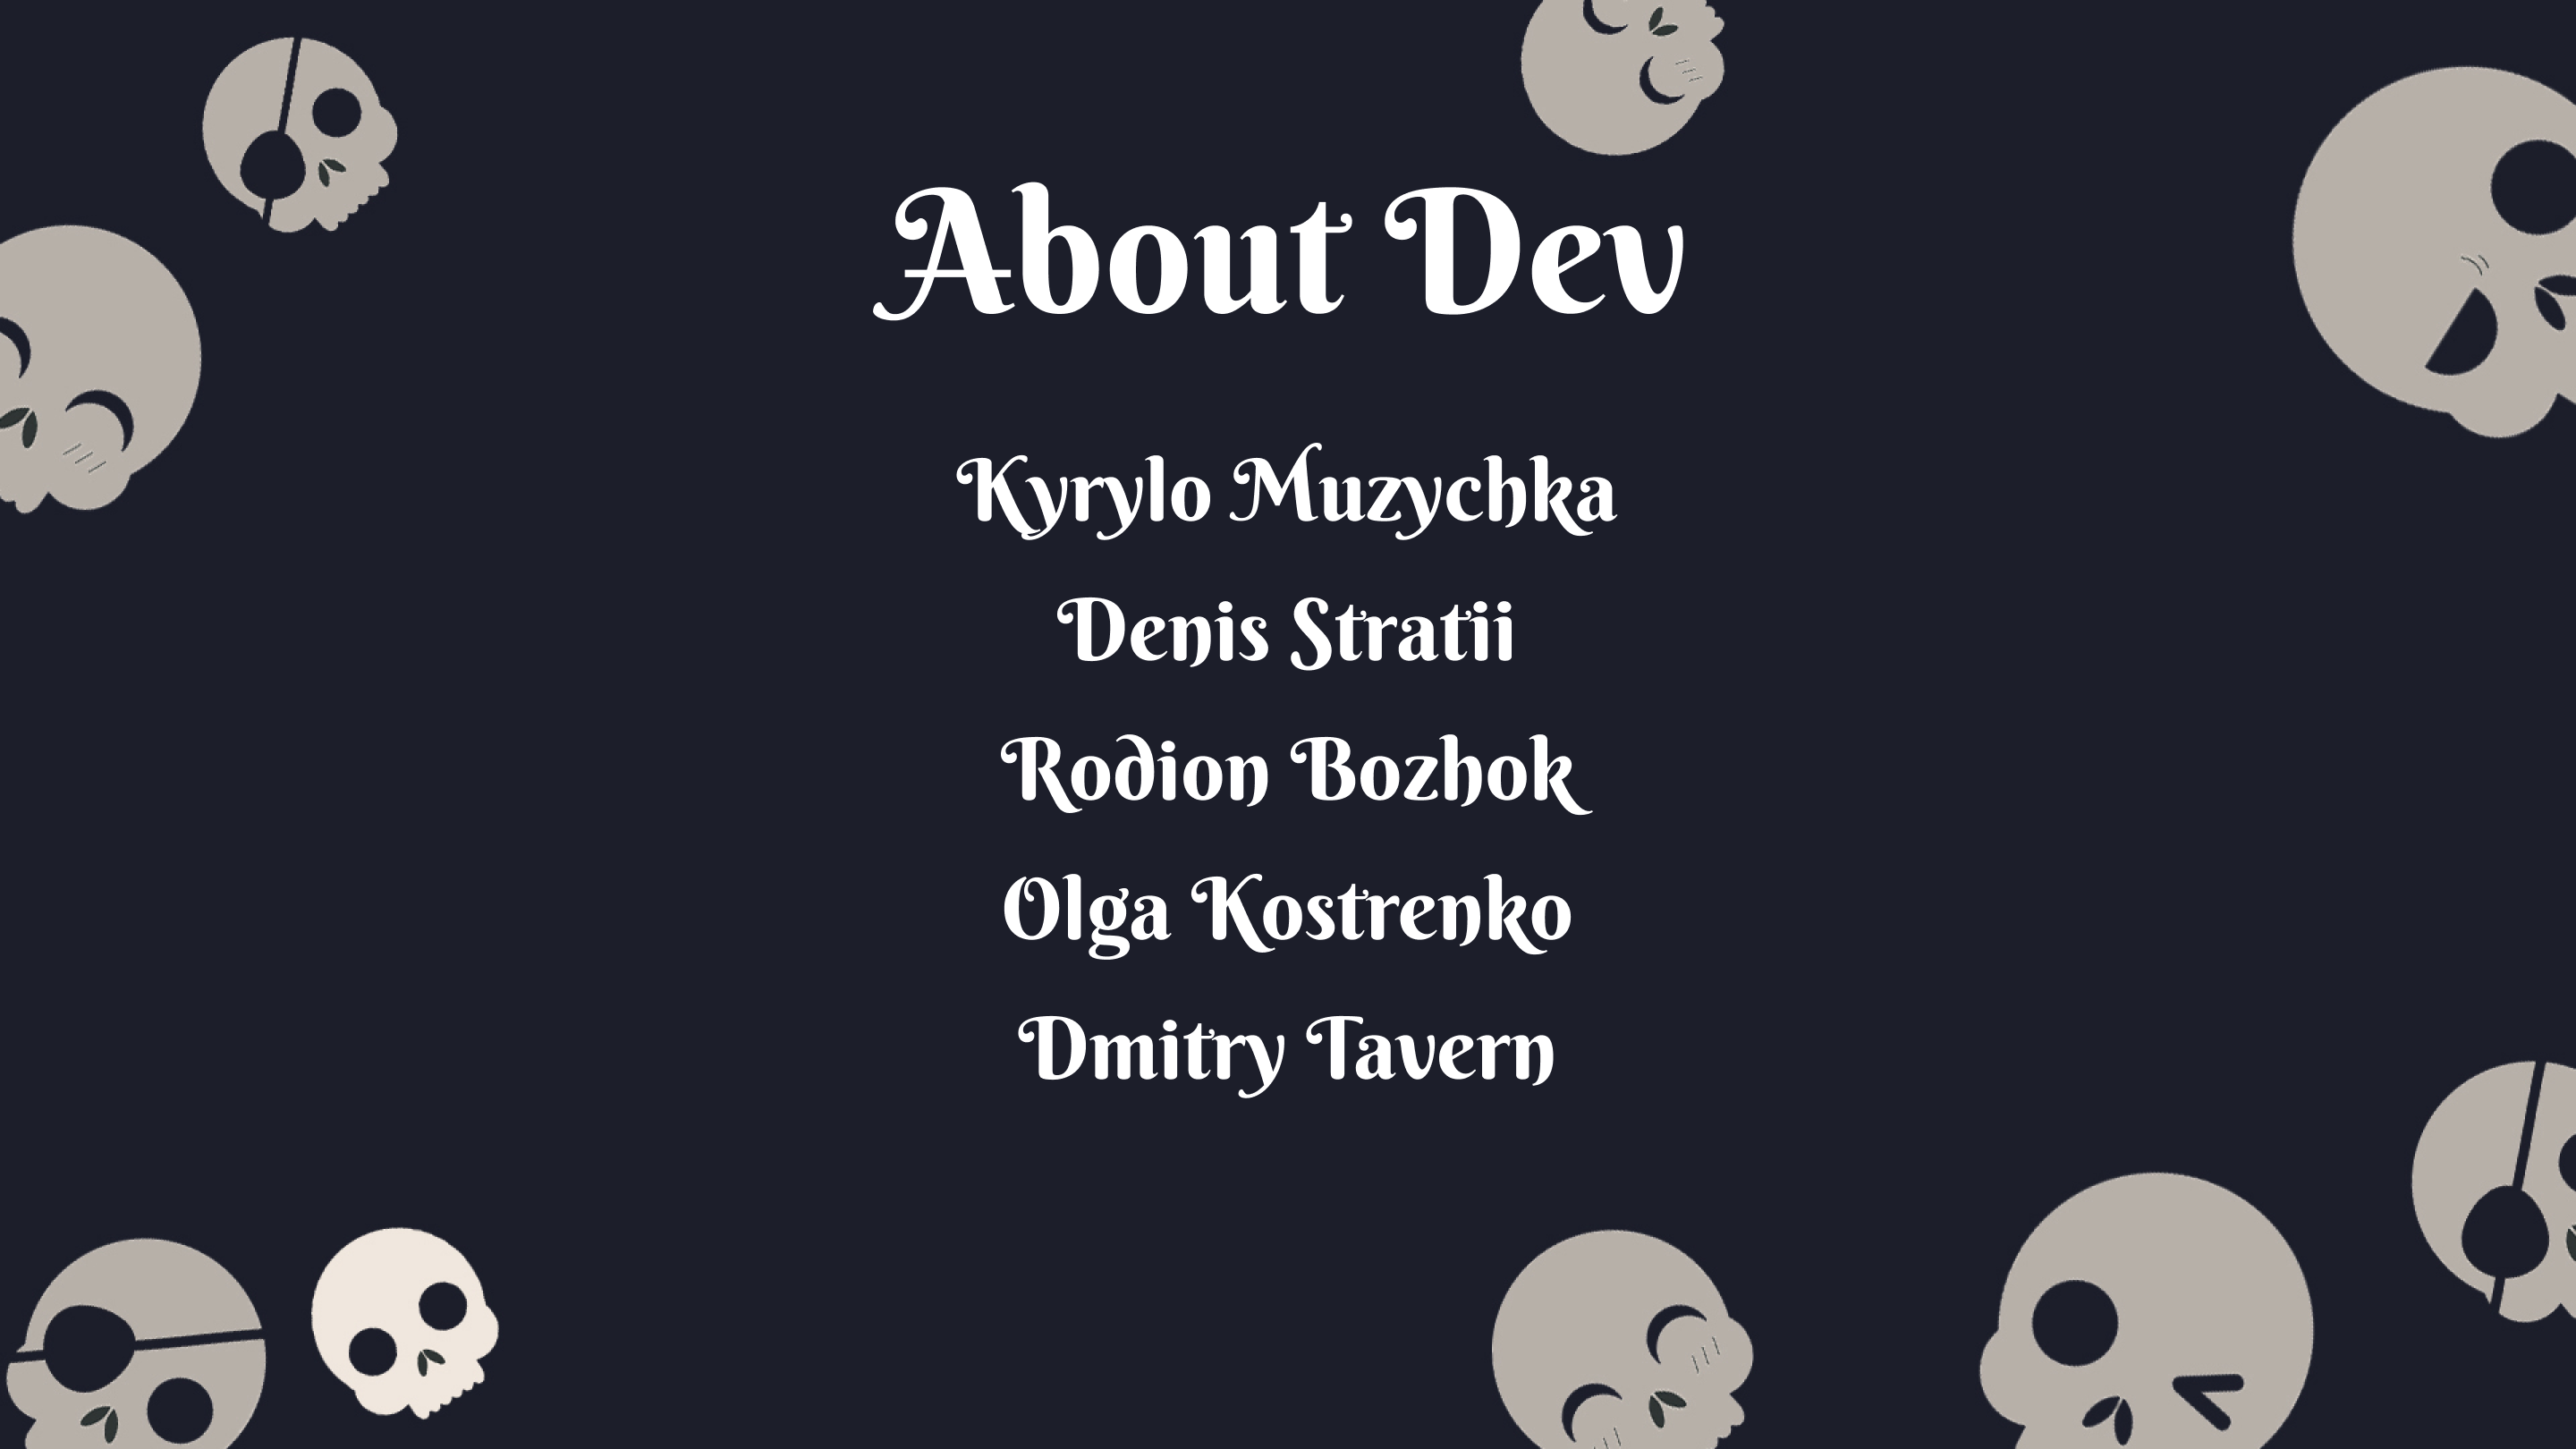 About Dev
Kyrylo Muzychka
Denis Stratii
Rodion Bozhok
Olga Kostrenko
Dmitry Tavern